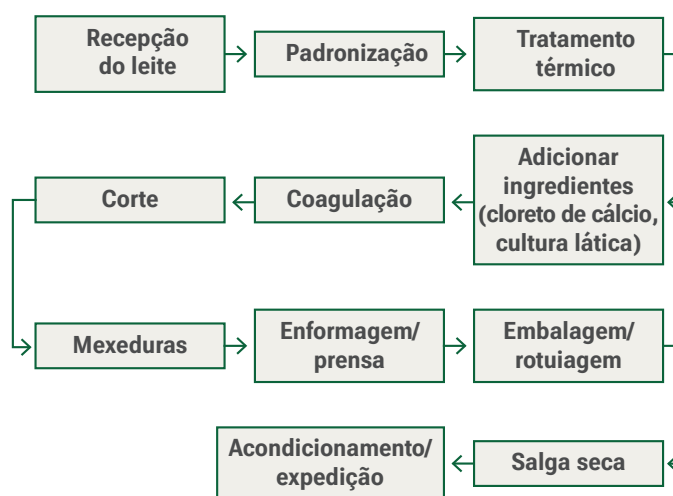 Recepção
do leite
Padronização
Tratamento
térmico
Adicionar
ingredientes
(cloreto de cálcio,
cultura lática)
Coagulação
Corte
Mexeduras
Enformagem/
prensa
Embalagem/
rotuiagem
Salga seca
Acondicionamento/
expedição